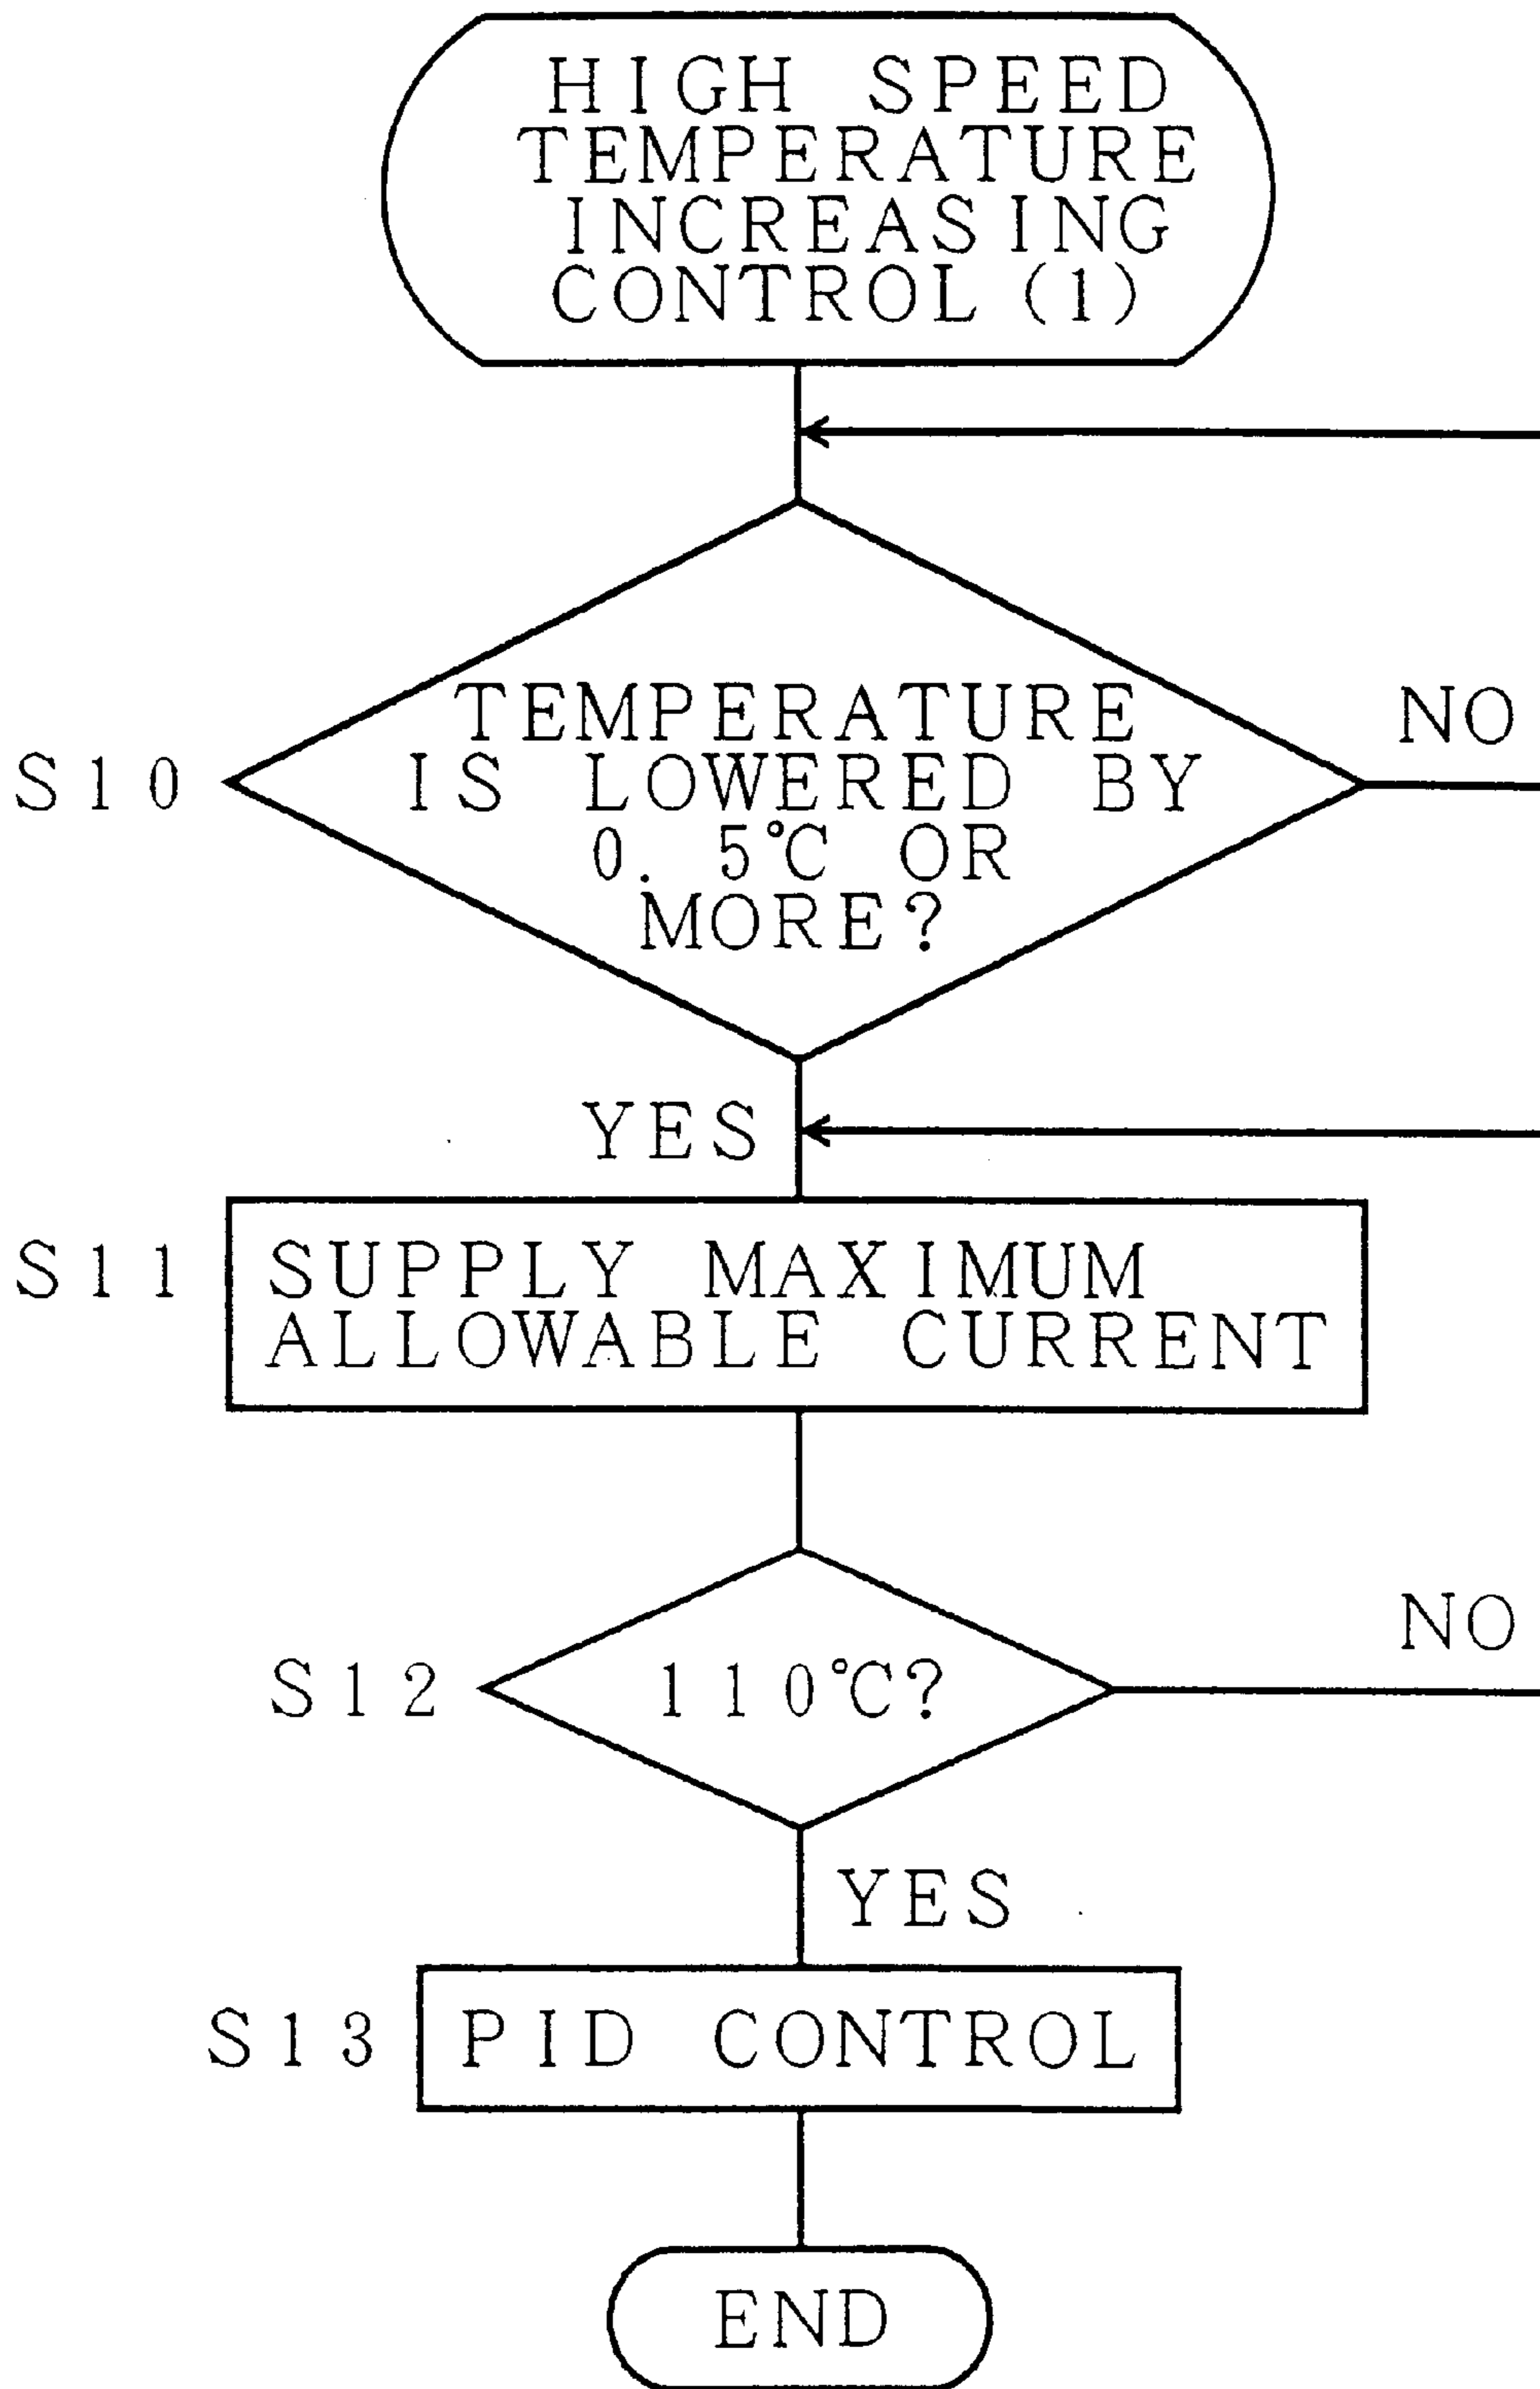 HIGH SPEED
TEMPERATURE
INCREASING
CONTROL (1)
TEMPERATURE
NO
S10
IS LOWERED BY
0. 5℃ OR
MORE?
YES
S11
SUPPLY MAXIMUM
ALLOWABLE CURRENT
NO
S12
110℃?
YES
S13
PID CONTROL
END